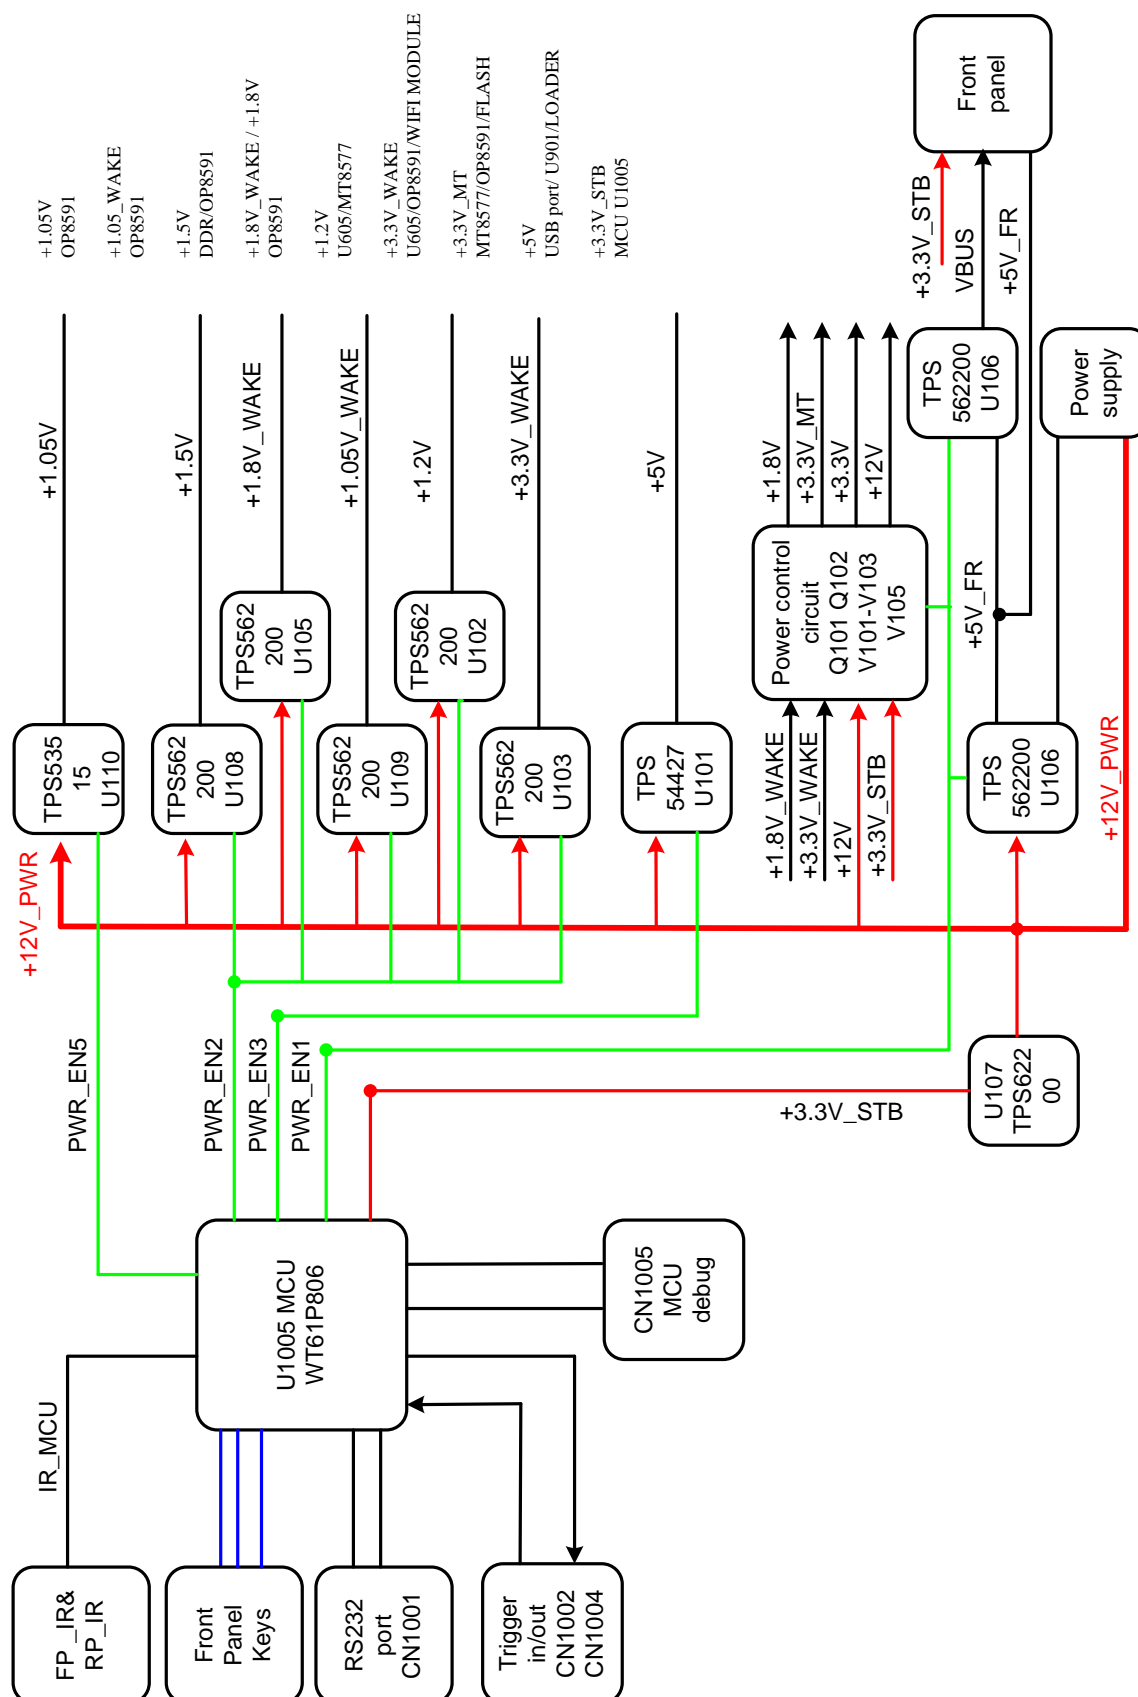 FP_IR&
RP_IR
Front
Panel
Keys
RS232
port
CN1001
Trigger
in/out
CN1002
CN1004
IR_MCU
U1005 MCU
WT61P806
CN1005
MCU
debug
PWR_EN5
PWR_EN2
PWR_EN3
PWR_EN1
+3.3V_STB
U107
TPS622
00
+12V_PWR
TPS535
15
U110
TPS562
200
U108
TPS562
200
U105
TPS562
200
U109
TPS562
200
U102
TPS562
200
U103
TPS
54427
U101
+1.8V_WAKE
+3.3V_WAKE
+12V
+3.3V_STB
Power control
circuit
Q101 Q102
V101-V103
V105
+1.8V
+3.3V_MT
+3.3V
+12V
TPS
562200
U106
+12V_PWR
+5V_FR
TPS
562200
U106
Power
supply
+3.3V_STB
VBUS
+5V_FR
Front
panel
+1.05V
+1.5V
+1.8V_WAKE
+1.05V_WAKE
+1.2V
+3.3V_WAKE
+5V
+1.05V
OP8591
+1.05_WAKE
OP8591
+1.5V
DDR/OP8591
+1.8V_WAKE / +1.8V
OP8591
+1.2V
U605/MT8577
+3.3V_WAKE
U605/OP8591/WIFI MODULE
+3.3V_MT
MT8577/OP8591/FLASH
+5V
USB port/ U901/LOADER
+3.3V_STB
MCU U1005